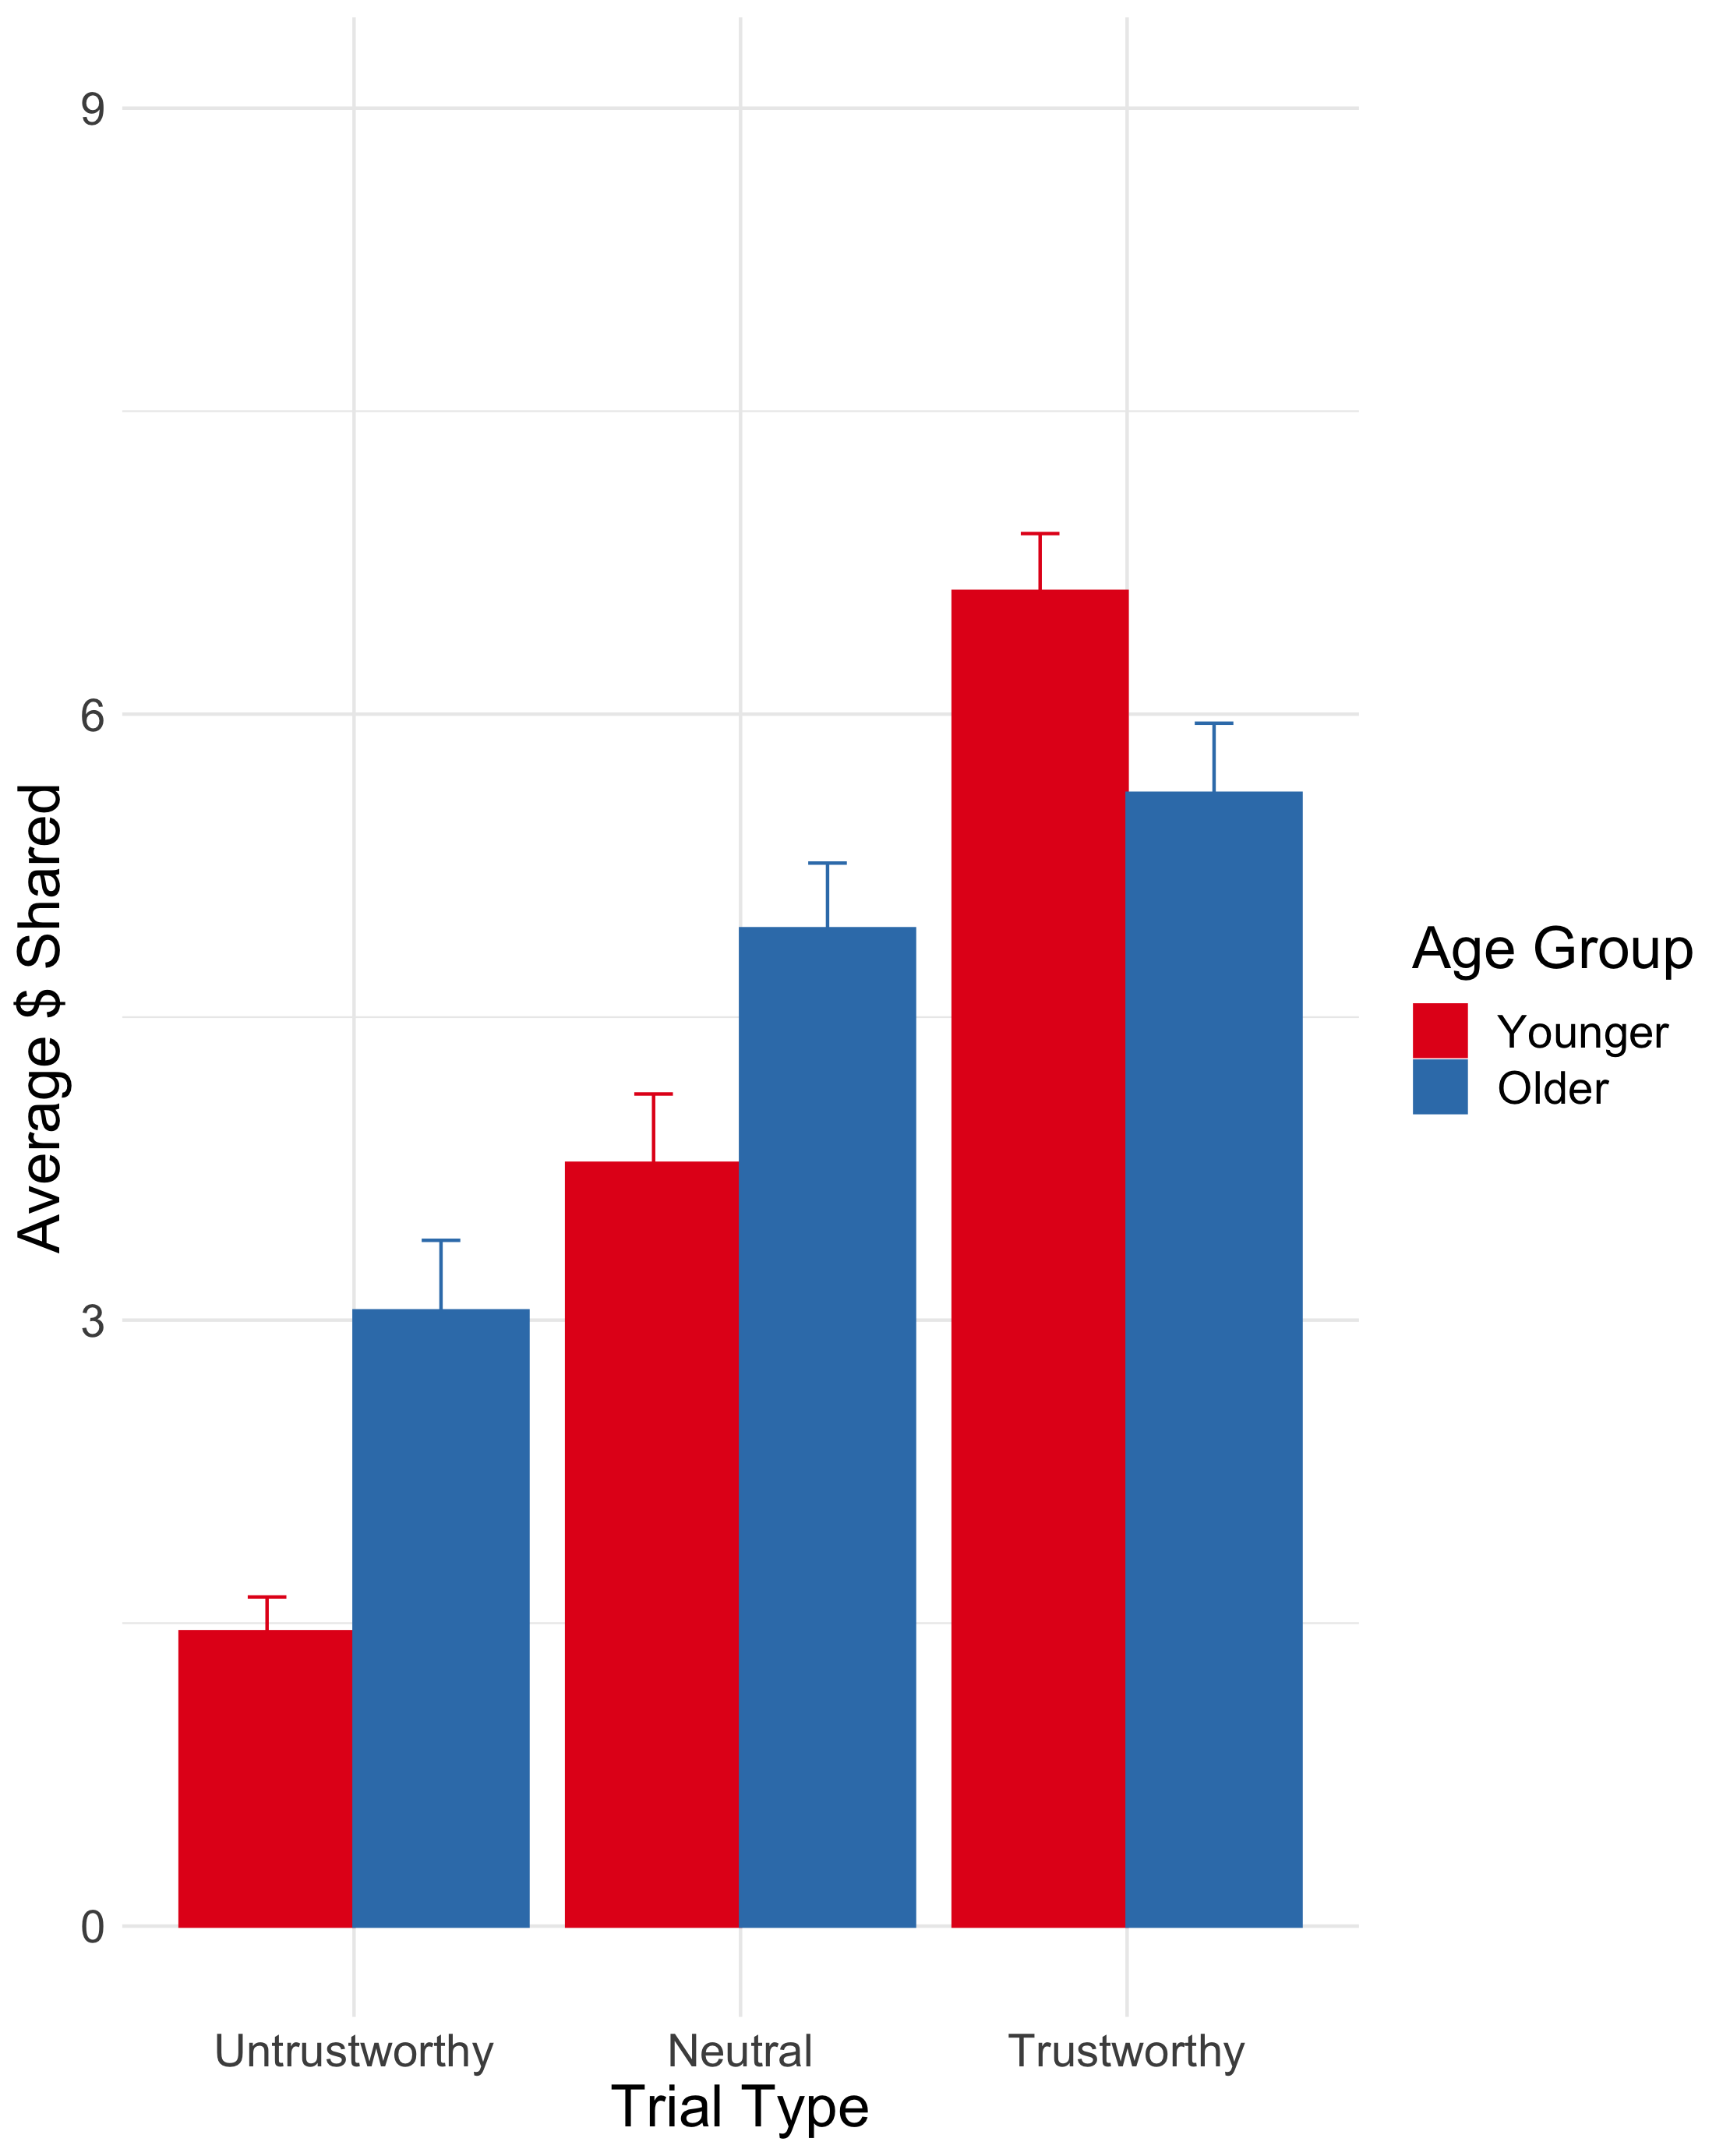 9
6
3
0
Average $ Shared
Untrustworthy
Neutral
Trustworthy
Trial Type
Age Group
Younger
Older